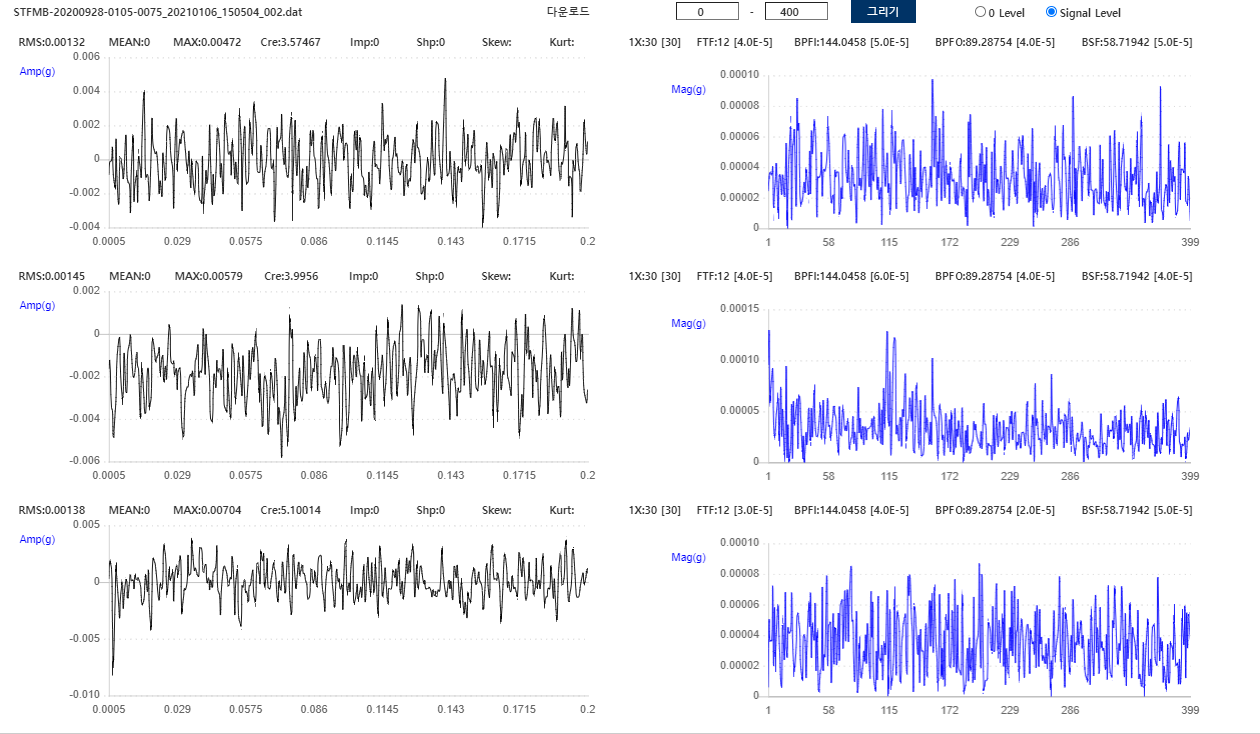 STFMB-20200928-0105-0075_20210106_150504_002.dat 다운로드 0 - 400 그리기 0 Level Signal Level
RMS:0.00132 MEAN:0 MAX:0.00472 Cre:3.57467 Imp:0 Shp:0 Skew: Kurt:
Amp(g)
0.006
0.004
0.002
0
-0.002
-0.004
0.0005 0.029 0.0575 0.086 0.1145 0.143 0.1715 0.2
1X:30 [30] FTF:12 [4.0E-5] BPFI:144.0458 [5.0E-5] BPFO:89.28754 [4.0E-5] BSF:58.71942 [5.0E-5]
Mag(g)
0.00010
0.00008
0.00006
0.00004
0.00002
0
1 58 115 172 229 286 399
RMS:0.00145 MEAN:0 MAX:0.00579 Cre:3.9956 Imp:0 Shp:0 Skew: Kurt:
Amp(g)
0.002
0
-0.002
-0.004
-0.006
0.0005 0.029 0.0575 0.086 0.1145 0.143 0.1715 0.2
1X:30 [30] FTF:12 [4.0E-5] BPFI:144.0458 [6.0E-5] BPFO:89.28754 [4.0E-5] BSF:58.71942 [4.0E-5]
Mag(g)
0.00015
0.00010
0.00005
0
1 58 115 172 229 286 399
RMS:0.00138 MEAN:0 MAX:0.00704 Cre:5.10014 Imp:0 Shp:0 Skew: Kurt:
Amp(g)
0.005
0
-0.005
-0.010
0.0005 0.029 0.0575 0.086 0.1145 0.143 0.1715 0.2
1X:30 [30] FTF:12 [3.0E-5] BPFI:144.0458 [4.0E-5] BPFO:89.28754 [2.0E-5] BSF:58.71942 [5.0E-5]
Mag(g)
0.00010
0.00008
0.00006
0.00004
0.00002
0
1 58 115 172 229 286 399